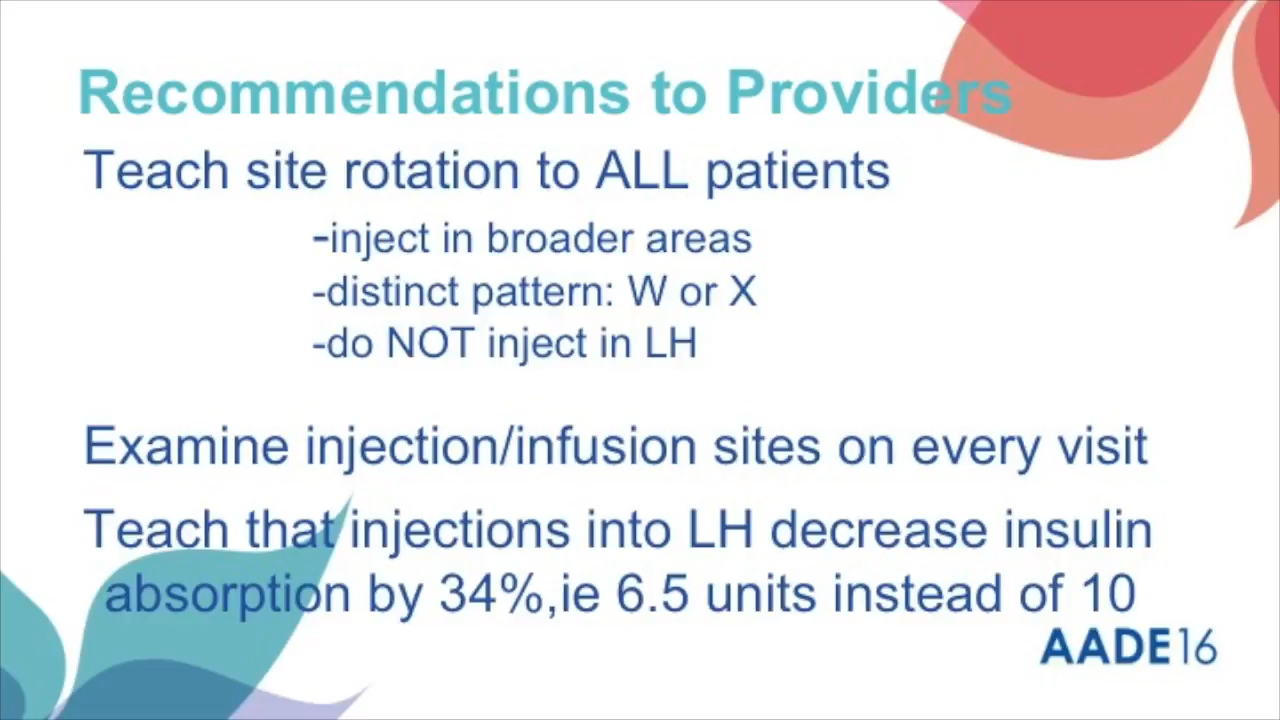 Recommendations to Providers
Teach site rotation to ALL patients
-inject in broader areas
-distinct pattern: W or X
-do NOT inject in LH
Examine injection/infusion sites on every visit
Teach that injections into LH decrease insulin
absorption by 34%,ie 6.5 units instead of 10
AADE16